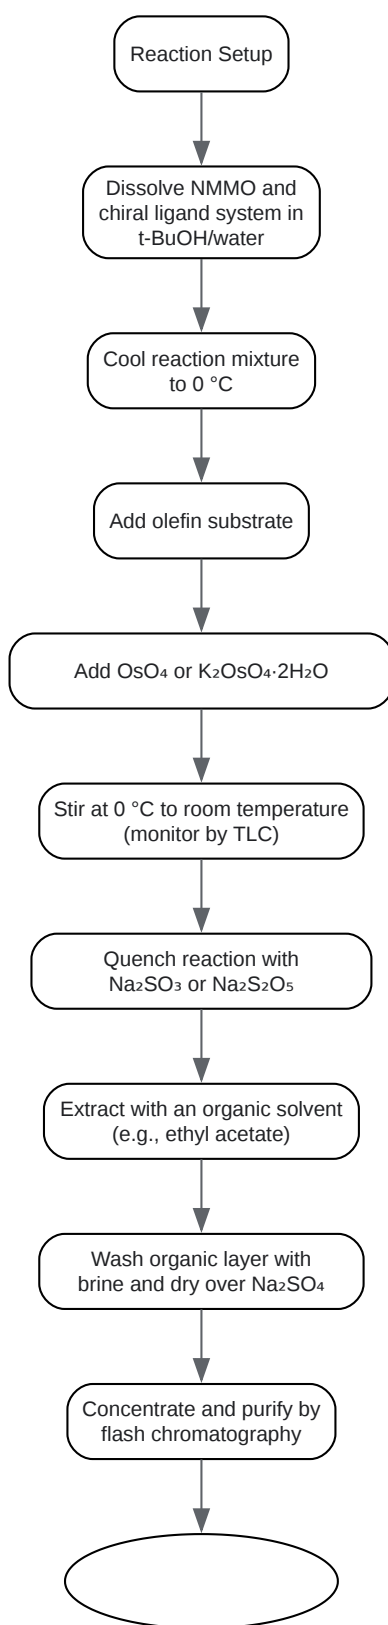 Reaction Setup
Dissolve NMMO and
chiral ligand system in
t-BuOH/water
Cool reaction mixture
to 0 °C
Add olefin substrate
Add OsO₄ or K₂OsO₄·2H₂O
Stir at 0 °C to room temperature
(monitor by TLC)
Quench reaction with
Na₂SO₃ or Na₂S₂O₅
Extract with an organic solvent
(e.g., ethyl acetate)
Wash organic layer with
brine and dry over Na₂SO₄
Concentrate and purify by
flash chromatography